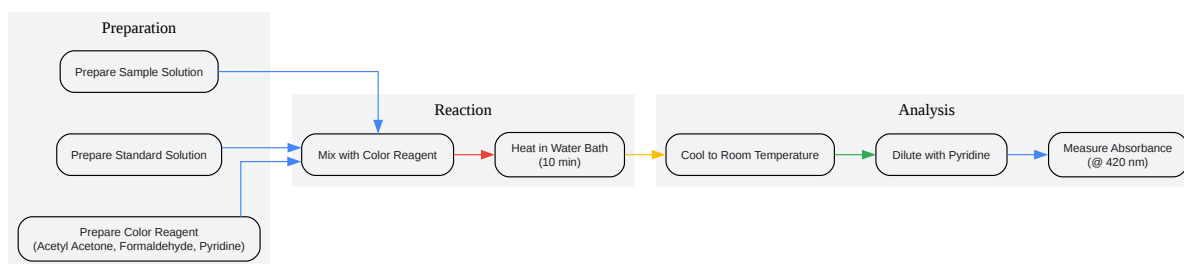 Preparation
Prepare Sample Solution
Prepare Standard Solution
Prepare Color Reagent
(Acetyl Acetone, Formaldehyde, Pyridine)
Reaction
Mix with Color Reagent
Heat in Water Bath
(10 min)
Analysis
Cool to Room Temperature
Dilute with Pyridine
Measure Absorbance
(@ 420 nm)